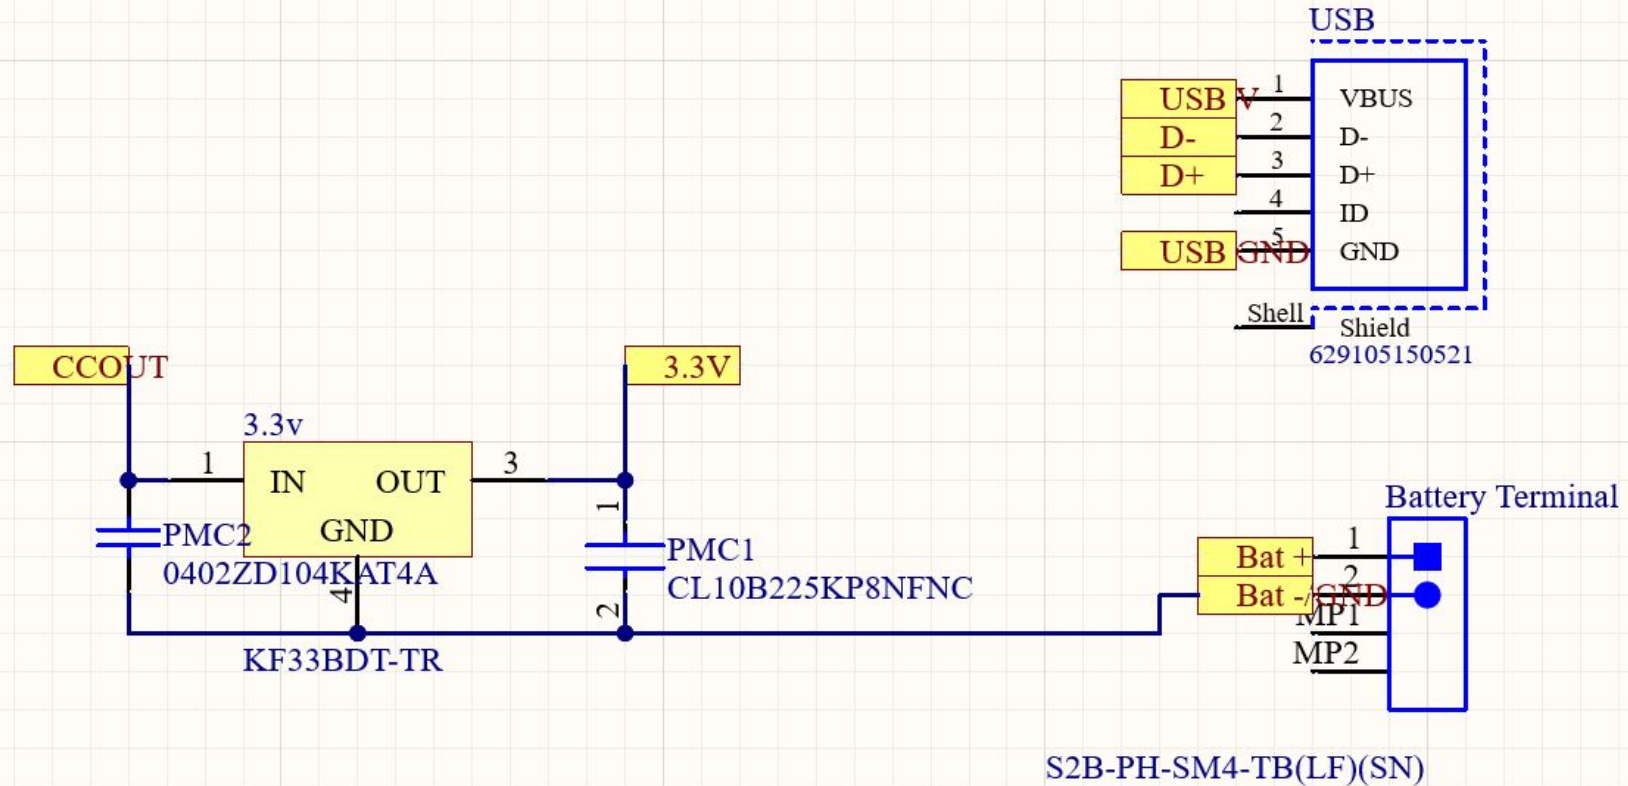 USB
USB V 1 VBUS
D- 2 D-
D+ 3 D+
4 ID
USB GND 5 GND
Shell Shield
629105150521
CCOUT
3.3V
3.3v
1 IN OUT 3
GND
4
KF33BDT-TR
PMC2
0402ZD104KAT4A
1
PMC1
CL10B225KP8NFNC
2
Battery Terminal
Bat + 1
Bat -/GND 2
MP1
MP2
S2B-PH-SM4-TB(LF)(SN)